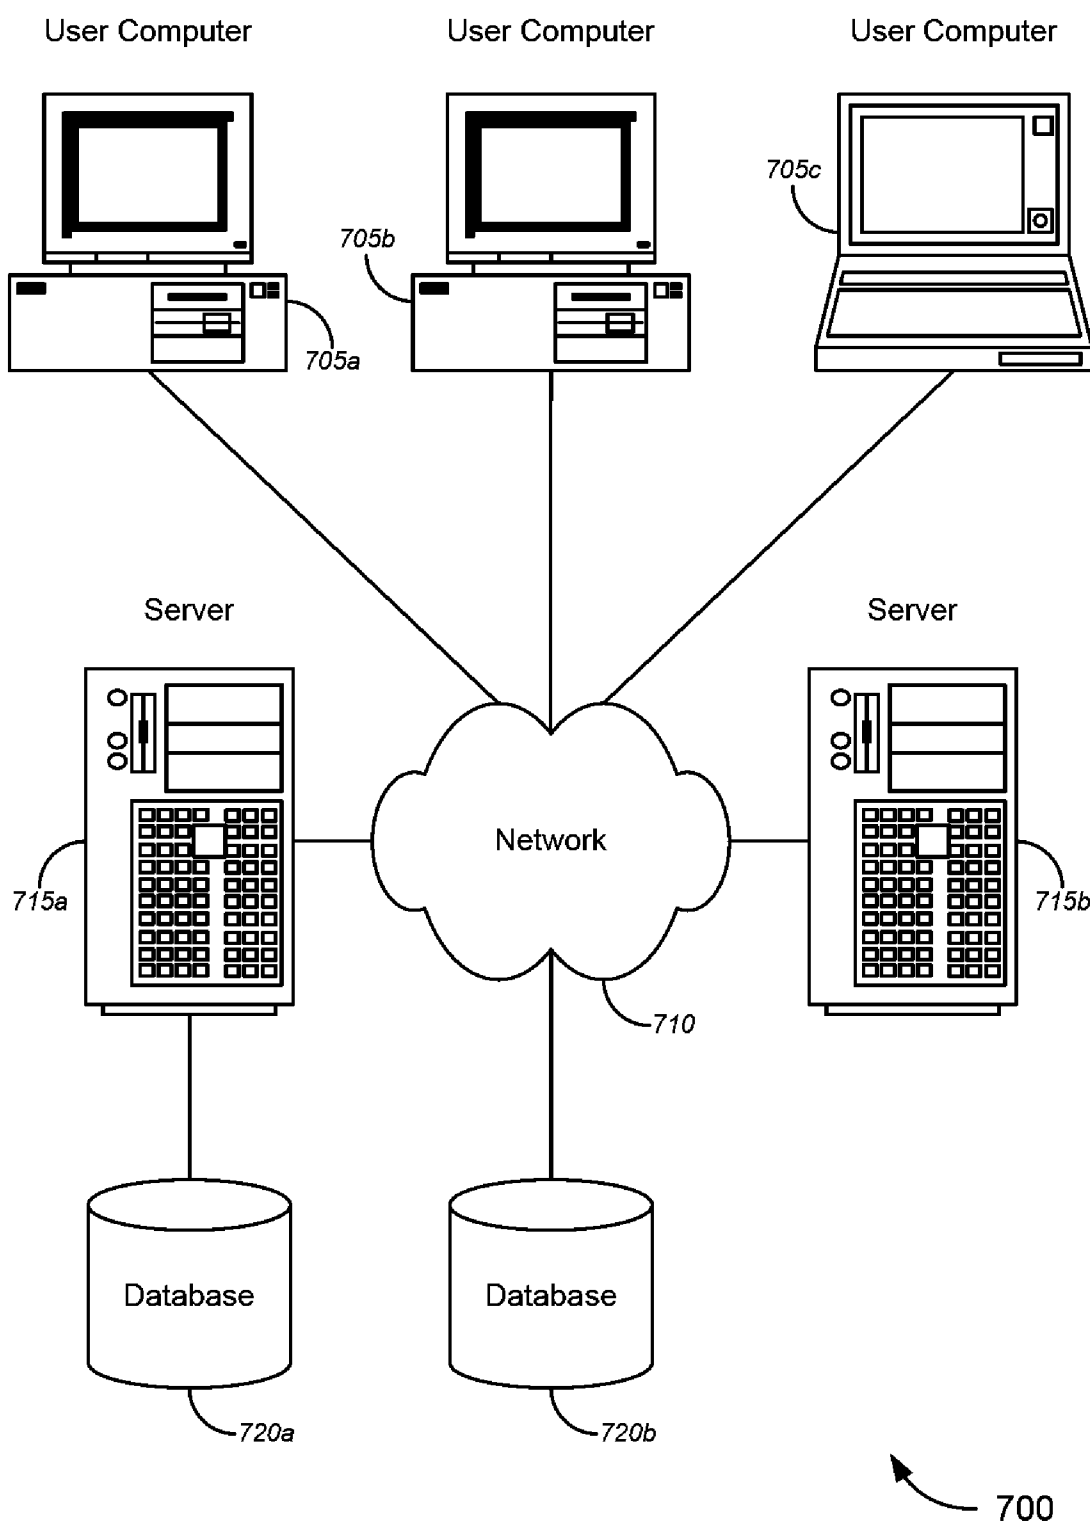 User Computer
User Computer
User Computer
705c
705b
705a
Server
Server
Network
715a
715b
710
Database
Database
720a
720b
700